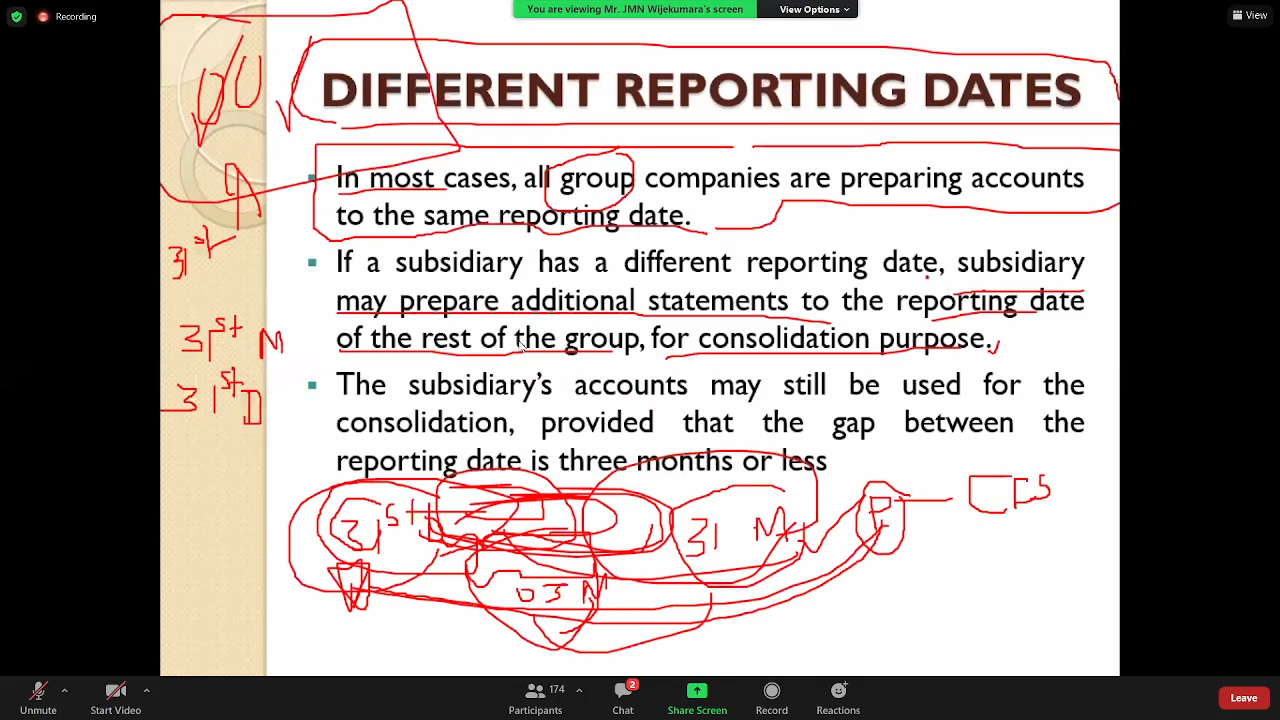 Recording
You are viewing Mr. JMN Wijekumara's screen
View Options
View
DIFFERENT REPORTING DATES
In most cases, all group companies are preparing accounts
to the same reporting date.
If a subsidiary has a different reporting date, subsidiary
may prepare additional statements to the reporting date
of the rest of the group, for consolidation purpose.
The subsidiary's accounts may still be used for the
consolidation, provided that the gap between the
reporting date is three months or less
31st
31st M
31st D
31st
31 M
P
03 M
Unmute
Start Video
174
Participants
2
Chat
Share Screen
Record
Reactions
Leave